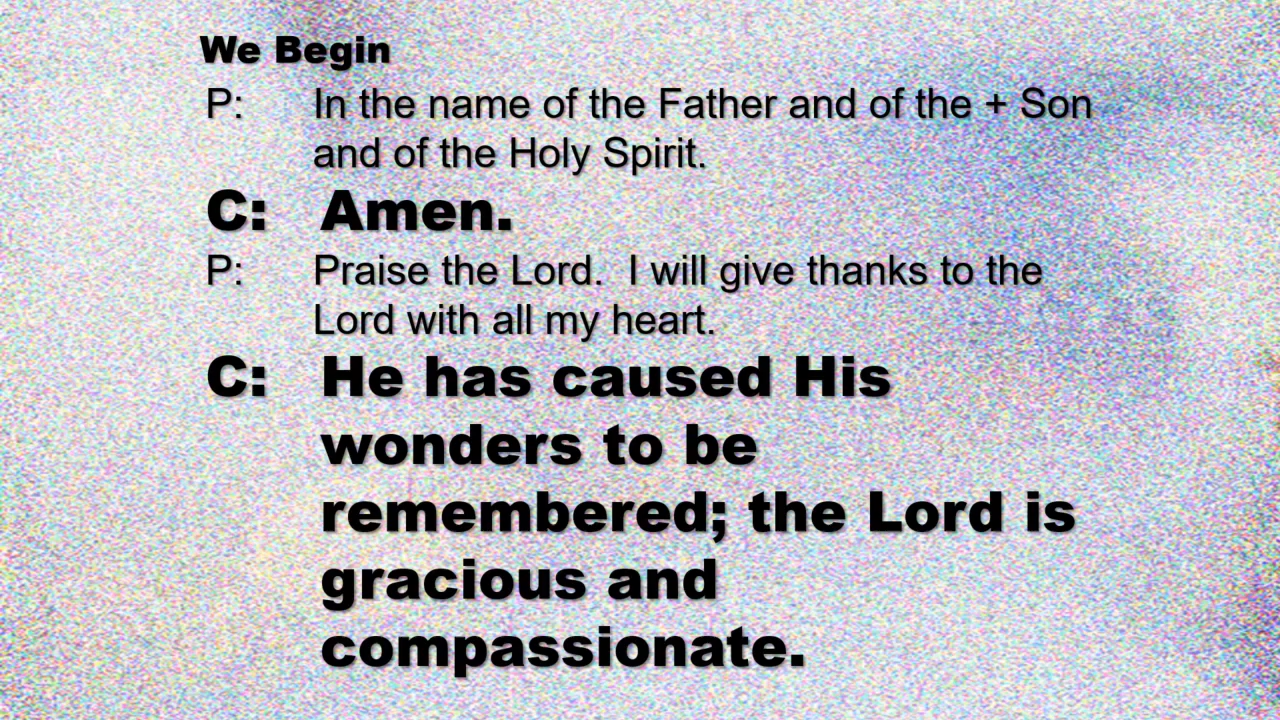 We Begin
P: In the name of the Father and of the + Son
and of the Holy Spirit.
C: Amen.
P: Praise the Lord.  I will give thanks to the
Lord with all my heart.
C: He has caused His
wonders to be
remembered; the Lord is
gracious and
compassionate.